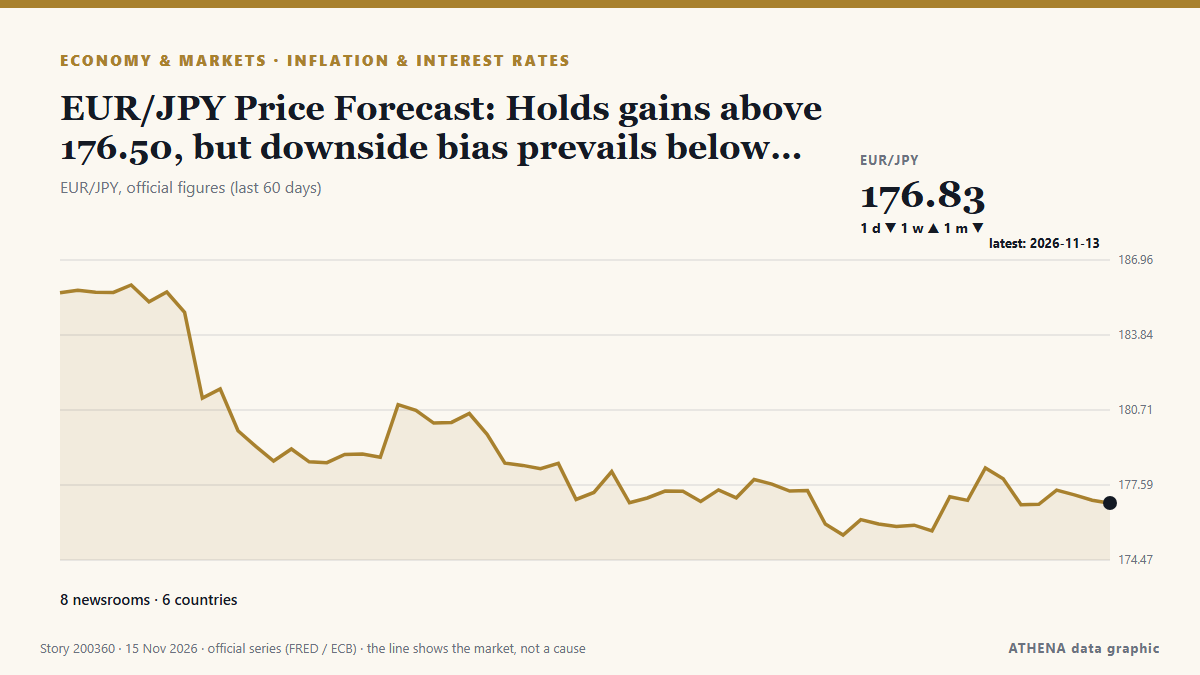 ECONOMY & MARKETS · INFLATION & INTEREST RATES
EUR/JPY Price Forecast: Holds gains above
176.50, but downside bias prevails below...
EUR/JPY, official figures (last 60 days)
EUR/JPY
176.83
1 d ▼ 1 w ▲ 1 m ▼
latest: 2026-11-13
186.96
183.84
180.71
177.59
174.47
8 newsrooms · 6 countries
Story 200360 · 15 Nov 2026 · official series (FRED / ECB) · the line shows the market, not a cause
ATHENA data graphic